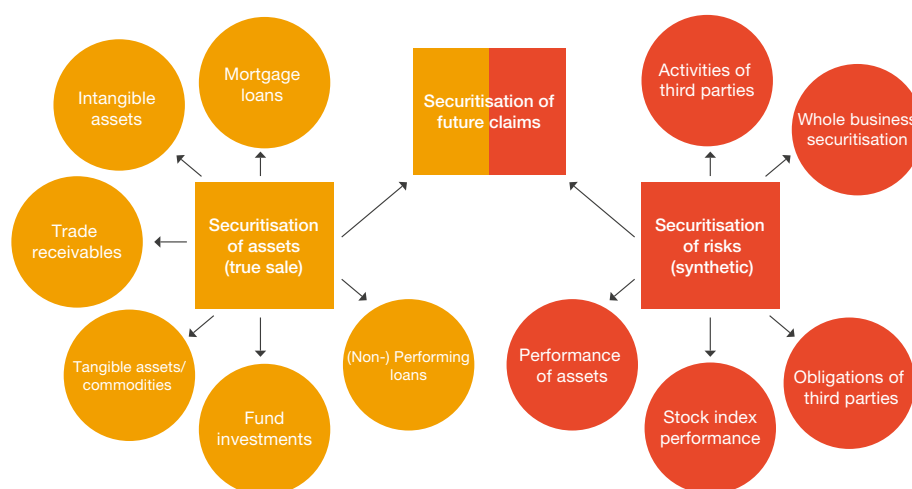 Mortgage
loans
Intangible
assets
Trade
receivables
Tangible assets/
commodities
Fund
investments
(Non-) Performing
loans
Securitisation
of assets
(true sale)
Securitisation of
future claims
Securitisation
of risks
(synthetic)
Activities of
third parties
Whole business
securitisation
Performance
of assets
Stock index
performance
Obligations of
third parties